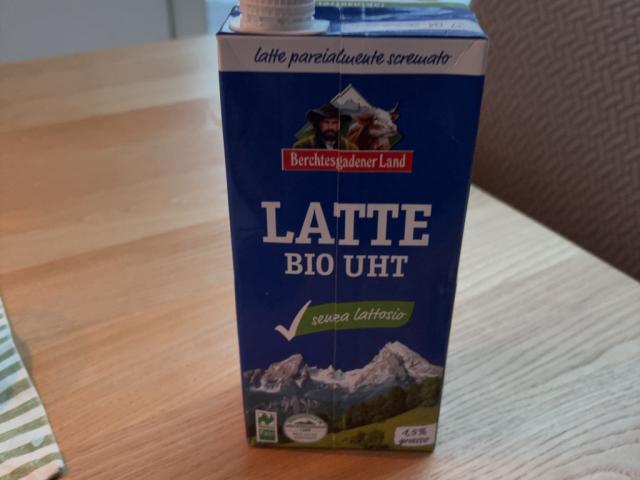 latte parzialmente scremato
Berchtesgadener Land
LATTE
BIO UHT
senza lattosio
1,5%
grasso